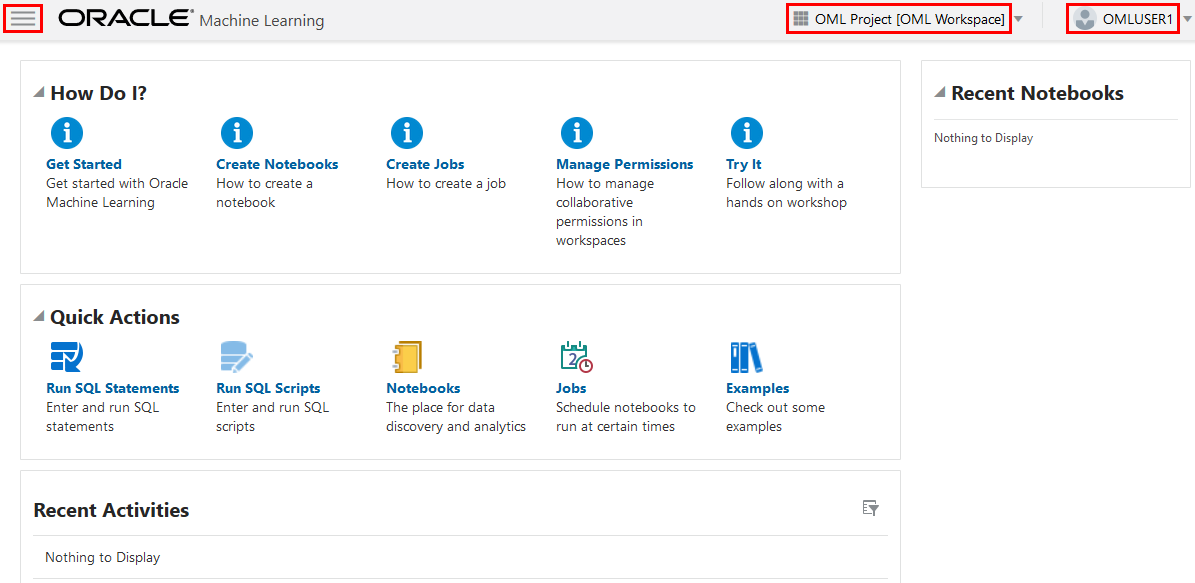 ORACLE® Machine Learning
OML Project [OML Workspace]
OMLUSER1
How Do I?
Get Started
Get started with Oracle
Machine Learning
Create Notebooks
How to create a
notebook
Create Jobs
How to create a job
Manage Permissions
How to manage
collaborative
permissions in
workspaces
Try It
Follow along with a
hands on workshop
Recent Notebooks
Nothing to Display
Quick Actions
Run SQL Statements
Enter and run SQL
statements
Run SQL Scripts
Enter and run SQL
scripts
Notebooks
The place for data
discovery and analytics
2
Jobs
Schedule notebooks to
run at certain times
Examples
Check out some
examples
Recent Activities
Nothing to Display